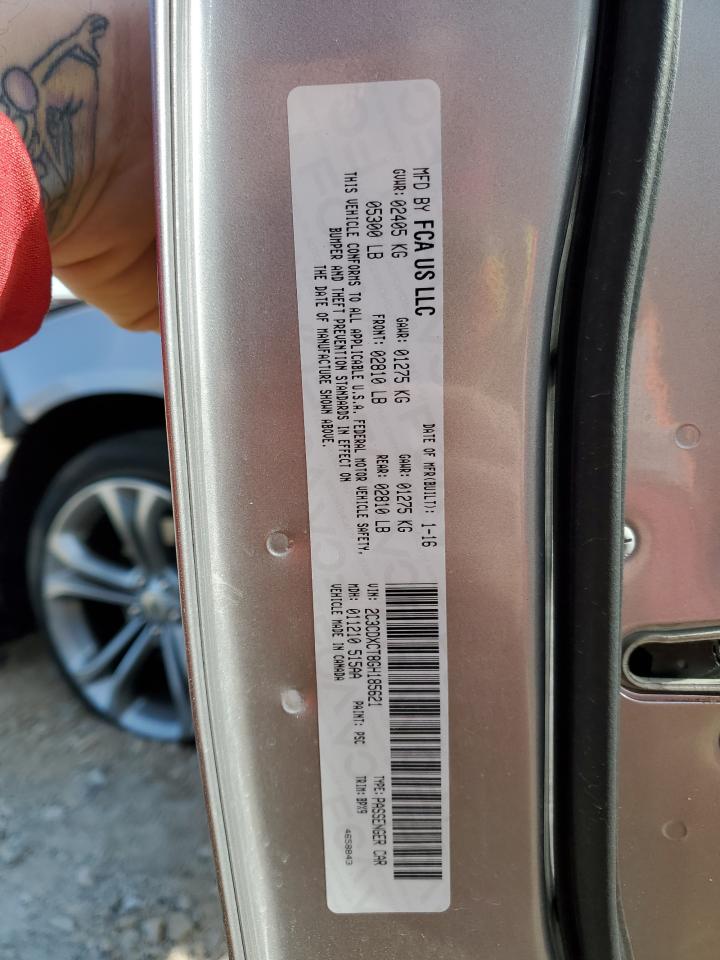 MFD BY FCA US LLC
DATE OF MFR(BUILT): 1-16
GVWR: 02405 KG GAWR: 01275 KG GAWR: 01275 KG
05300 LB FRONT: 02810 LB REAR: 02810 LB
THIS VEHICLE CONFORMS TO ALL APPLICABLE U.S.A. FEDERAL MOTOR VEHICLE SAFETY,
BUMPER AND THEFT PREVENTION STANDARDS IN EFFECT ON
THE DATE OF MANUFACTURE SHOWN ABOVE.
VIN: 2C3CDXCT8GH185621 TYPE: PASSENGER CAR
MDH: 011210 515AA PAINT: PSC TRIM: BPX9
VEHICLE MADE IN CANADA
4658843